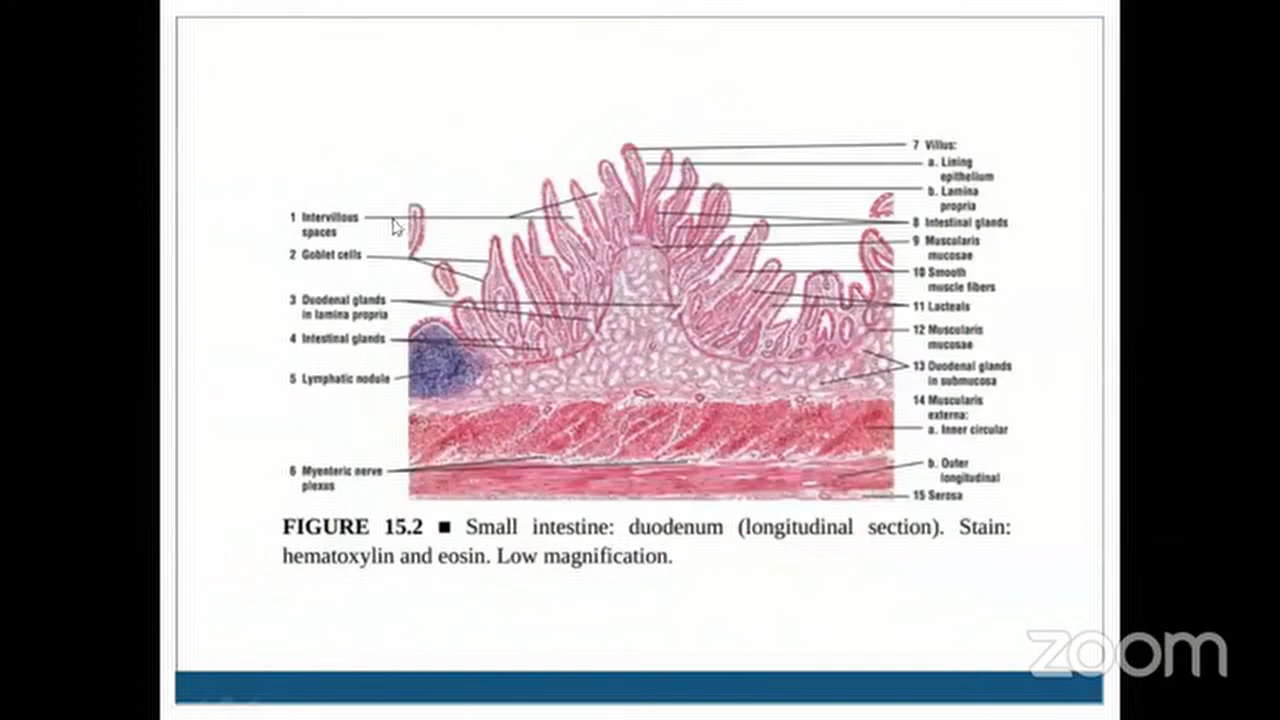 1 Intervillous
spaces
2 Goblet cells
3 Duodenal glands
in lamina propria
4 Intestinal glands
5 Lymphatic nodule
6 Myenteric nerve
plexus
7 Villus:
a. Lining
epithelium
b. Lamina
propria
8 Intestinal glands
9 Muscularis
mucosae
10 Smooth
muscle fibers
11 Lacteals
12 Muscularis
mucosae
13 Duodenal glands
in submucosa
14 Muscularis
externa:
a. Inner circular
b. Outer
longitudinal
15 Serosa
FIGURE 15.2 ■ Small intestine: duodenum (longitudinal section). Stain:
hematoxylin and eosin. Low magnification.
zoom